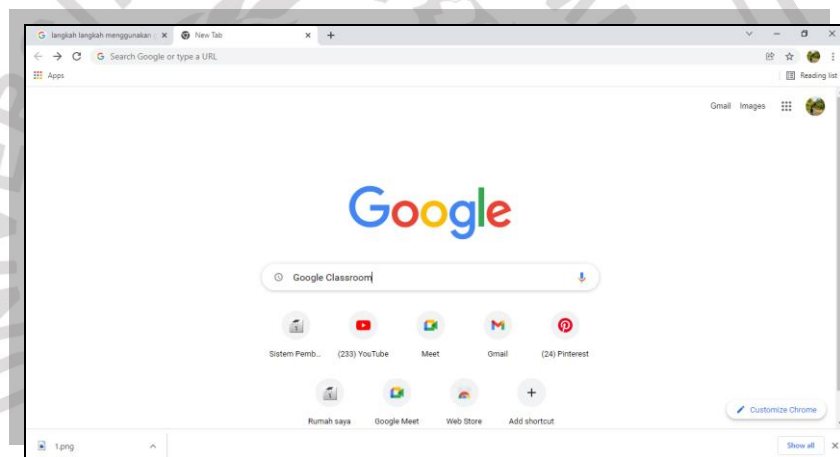 langkah langkah menggunakan
New Tab
Search Google or type a URL
Apps
Reading list
Gmail Images
Google
Google Classroom
Sistem Pemb... (233) YouTube Meet Gmail (24) Pinterest
Rumah saya Google Meet Web Store Add shortcut
Customize Chrome
1.png
Show all